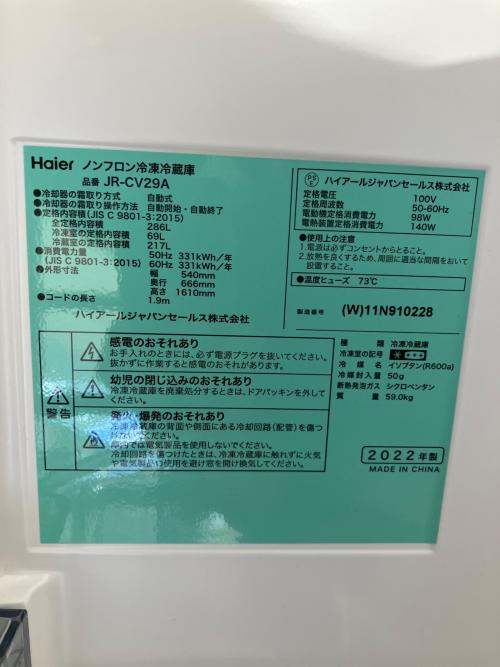 Haier ノンフロン冷凍冷蔵庫
品番 JR-CV29A
●冷却器の霜取り方式 自動式
●冷却器の霜取り操作方法 自動開始・自動終了
●定格内容積(JIS C 9801-3:2015)
全定格内容積 286L
冷凍室の定格内容積 69L
冷蔵室の定格内容積 217L
●消費電力量 50Hz 331kWh/年
(JIS C 9801-3:2015) 60Hz 331kWh/年
●外形寸法 幅 540mm
奥行 666mm
高さ 1610mm
●コードの長さ 1.9m
ハイアールジャパンセールス株式会社
PS
E
ハイアールジャパンセールス株式会社
定格電圧 100V
定格周波数 50-60Hz
電動機定格消費電力 98W
電熱装置定格消費電力 140W
●使用上の注意
1.電源は必ずコンセントからとること。
2.放熱を良くするため、周囲に適当な間隔をおいて
設置すること。
●温度ヒューズ 73℃
製造番号 (W)11N910228
警告
感電のおそれあり
お手入れのときには、必ず電源プラグを抜いてください。
抜かずに作業すると感電のおそれがあります。
幼児の閉じ込みのおそれあり
冷凍冷蔵庫を廃棄処分するときは、ドアパッキンを外して
ください。
発火・爆発のおそれあり
冷凍冷蔵庫の背面や側面にある冷却回路(配管)を傷つ
けないでください。
庫内では電気製品を使用しないでください。
冷却回路を傷つけたときは、冷凍冷蔵庫に触れずに火気
や電気製品の使用を避け窓を開け換気してください。
種類 冷凍冷蔵庫
冷凍室の記号
冷媒 イソブタン(R600a)
冷媒封入量 50g
断熱発泡ガス シクロペンタン
質量 59.0kg
2022年製
MADE IN CHINA